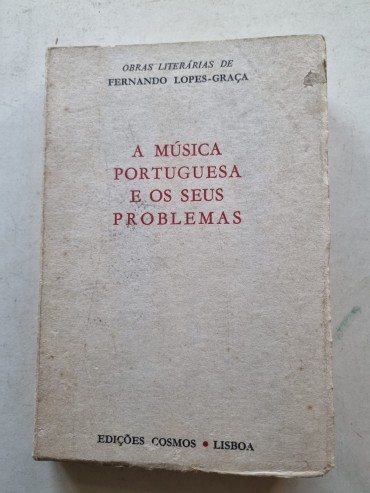 OBRAS LITERÁRIAS DE
FERNANDO LOPES-GRAÇA
A MÚSICA
PORTUGUESA
E OS SEUS
PROBLEMAS
EDIÇÕES COSMOS • LISBOA